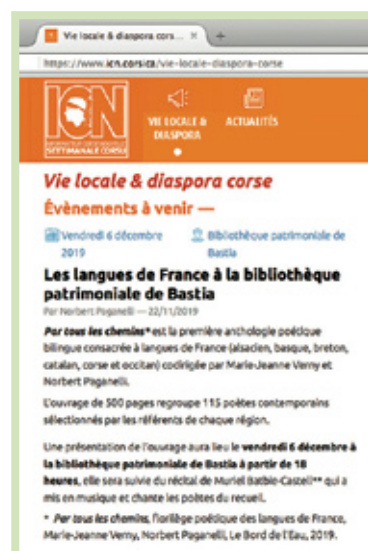 Vie locale & diaspora cors...
https://www.icn.corsica/vie-locale-diaspora-corse
ICN
SETTIMANALE CORSU
VIE LOCALE &
DIASPORA
ACTUALITÉS
Vie locale & diaspora corse
Évènements à venir —
Vendredi 6 décembre
2019
Bibliothèque patrimoniale de
Bastia
Les langues de France à la bibliothèque
patrimoniale de Bastia
Par Norbert Paganelli — 22/11/2019
Par tous les chemins* est la première anthologie poétique
bilingue consacrée à langues de France (alsacien, basque, breton,
catalan, corse et occitan) codirigée par Marie-Jeanne Verny et
Norbert Paganelli.
L'ouvrage de 500 pages regroupe 115 poètes contemporains
sélectionnés par les référents de chaque région.
Une présentation de l'ouvrage aura lieu le vendredi 6 décembre à
la bibliothèque patrimoniale de Bastia à partir de 18
heures, elle sera suivie du récital de Muriel Batbie-Castell** qui a
mis en musique et chante les poètes du recueil.
* Par tous les chemins, florilège poétique des langues de France,
Marie-Jeanne Verny, Norbert Paganelli, Le Bord de l'Eau, 2019.